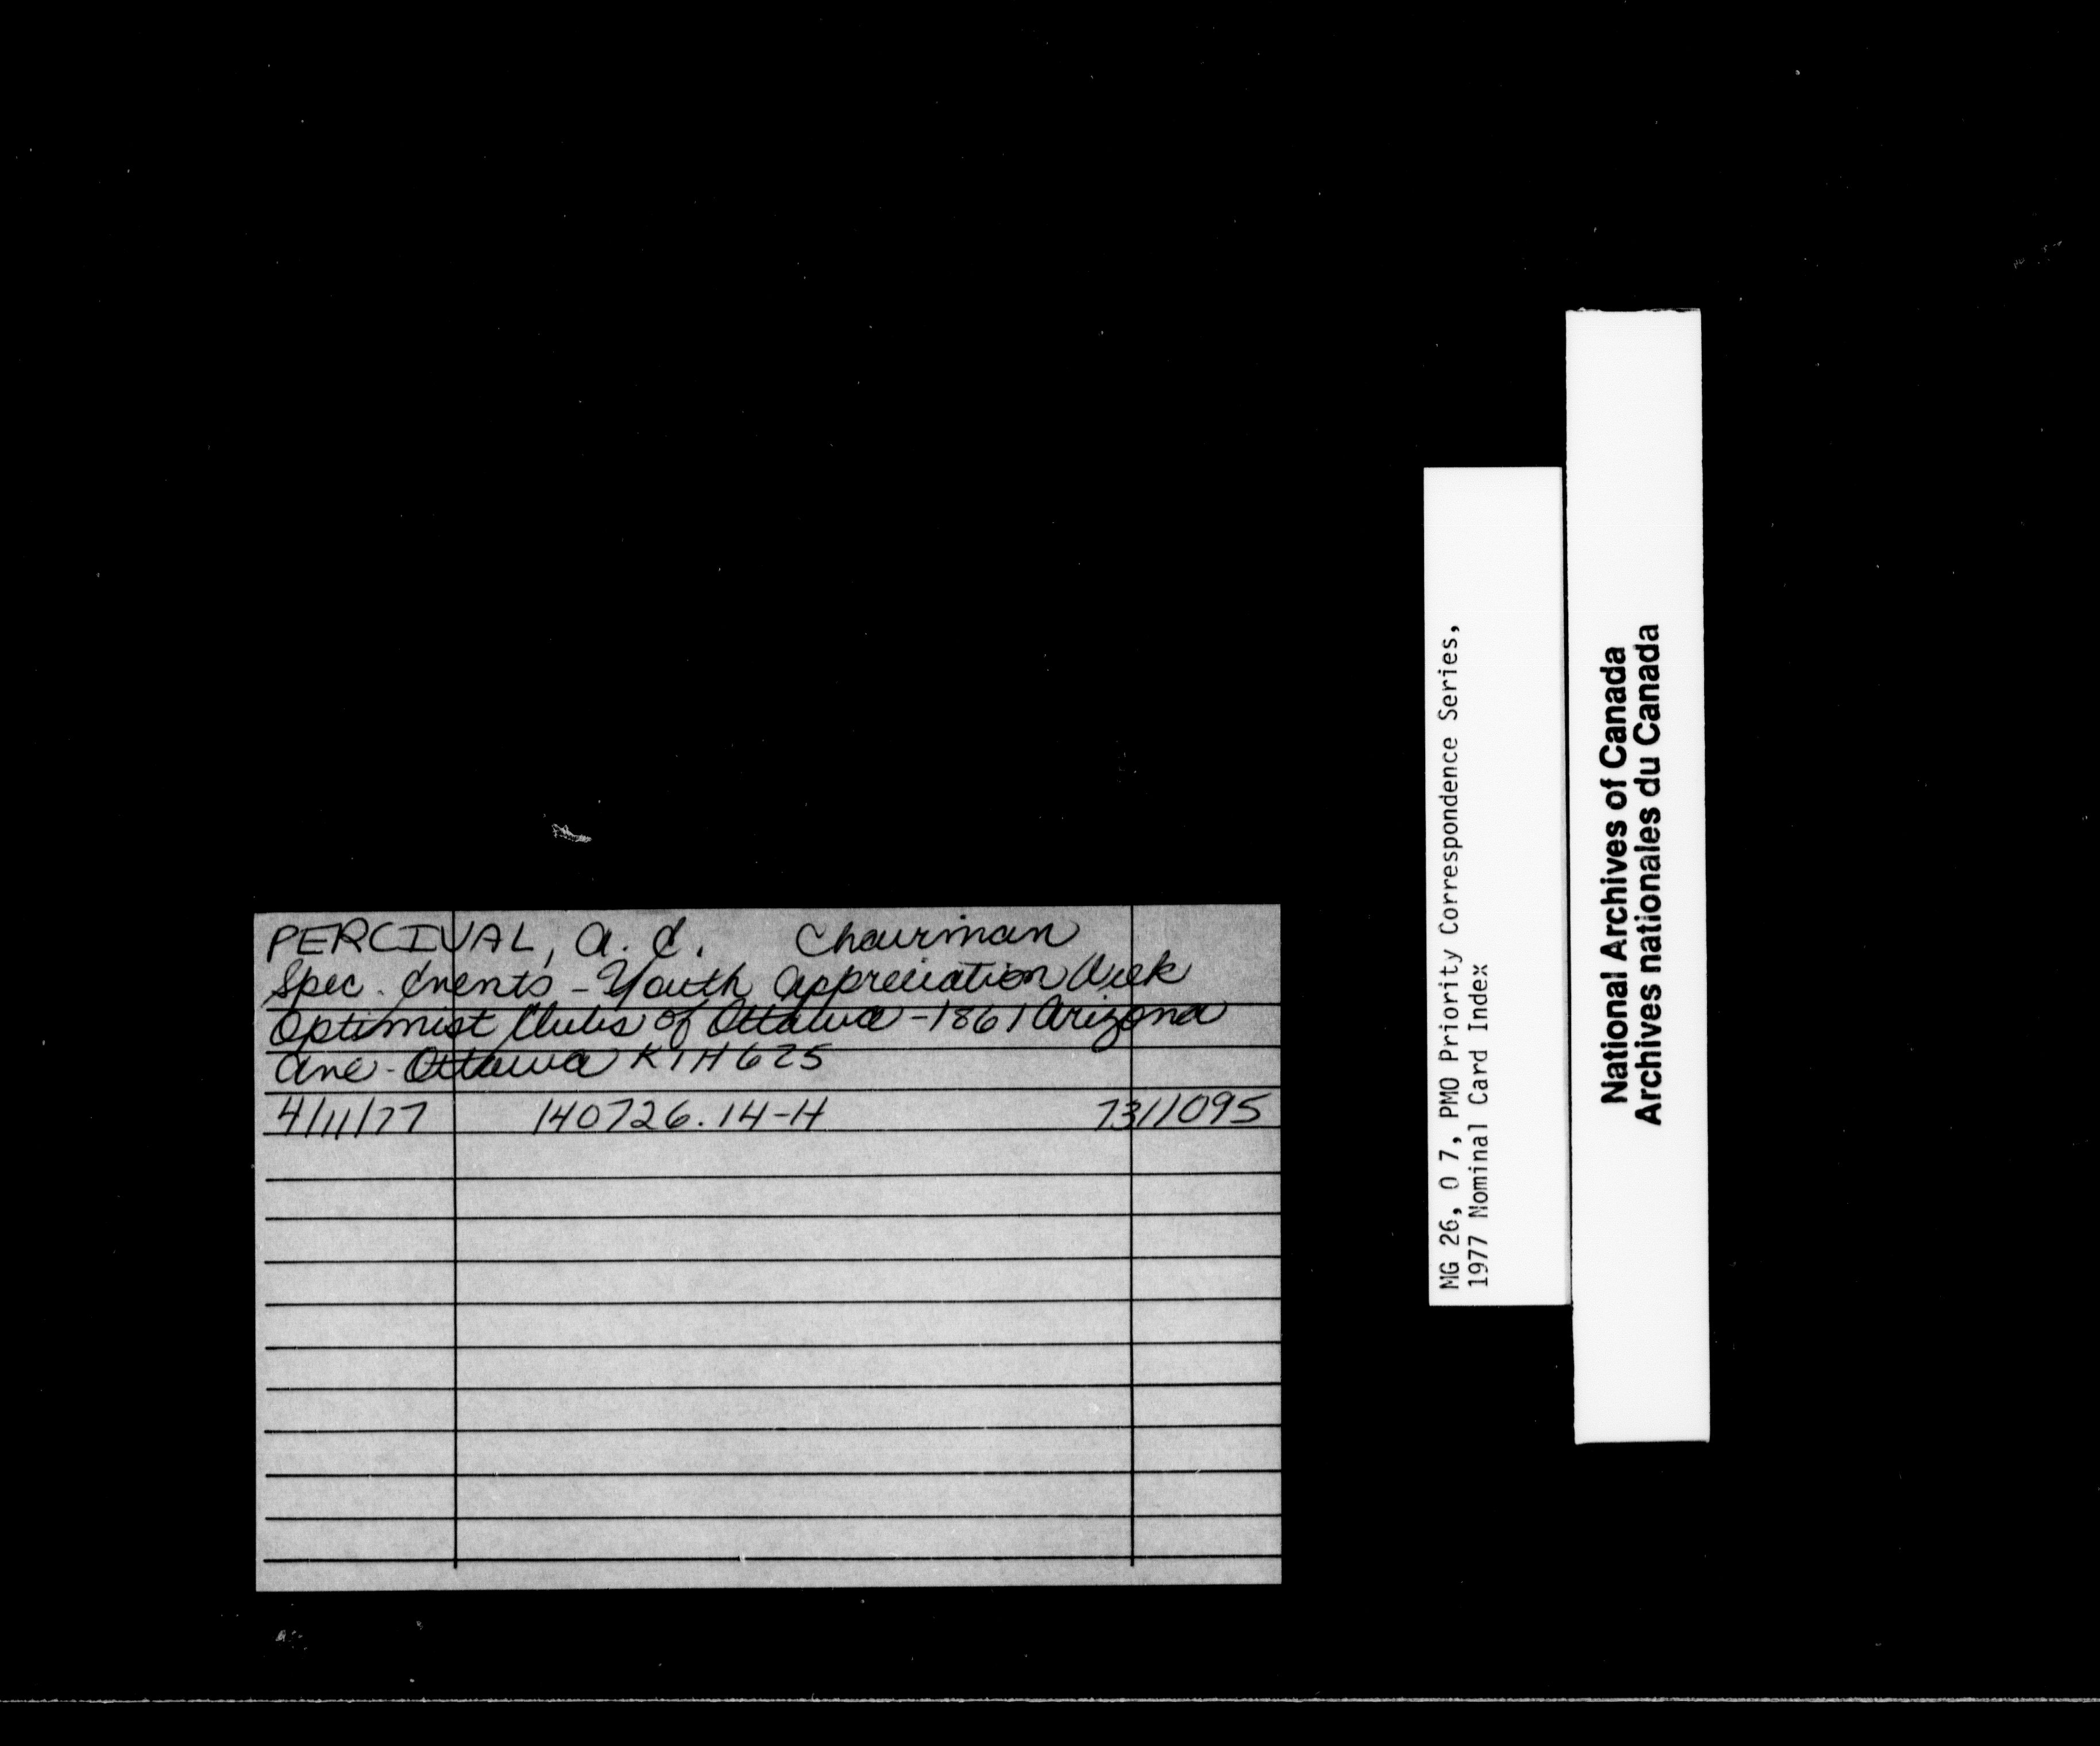 PERCIVAL, A. E. Chairman
Spec. Events - Youth Appreciation Week
Optimist Clubs of Ottawa - 1861 Arizona
Ave - Ottawa K1H6Z5
4/11/77 140726.14-H 7311095
MG 26, O 7, PMO Priority Correspondence Series,
1977 Nominal Card Index
National Archives of Canada
Archives nationales du Canada